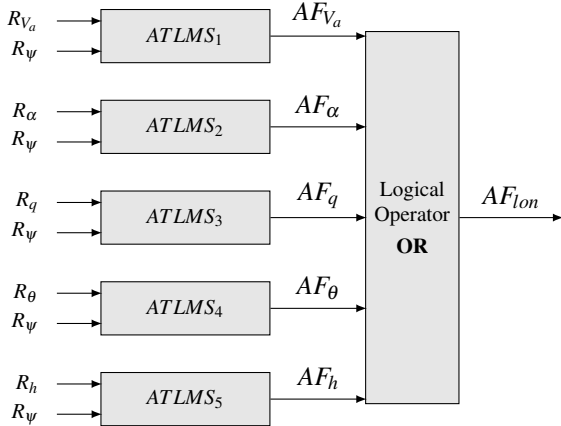 R_{V_a}
R_ψ
ATLMS_1
AF_{V_a}
R_α
R_ψ
ATLMS_2
AF_α
R_q
R_ψ
ATLMS_3
AF_q
R_θ
R_ψ
ATLMS_4
AF_θ
R_h
R_ψ
ATLMS_5
AF_h
Logical
Operator
OR
AF_{lon}